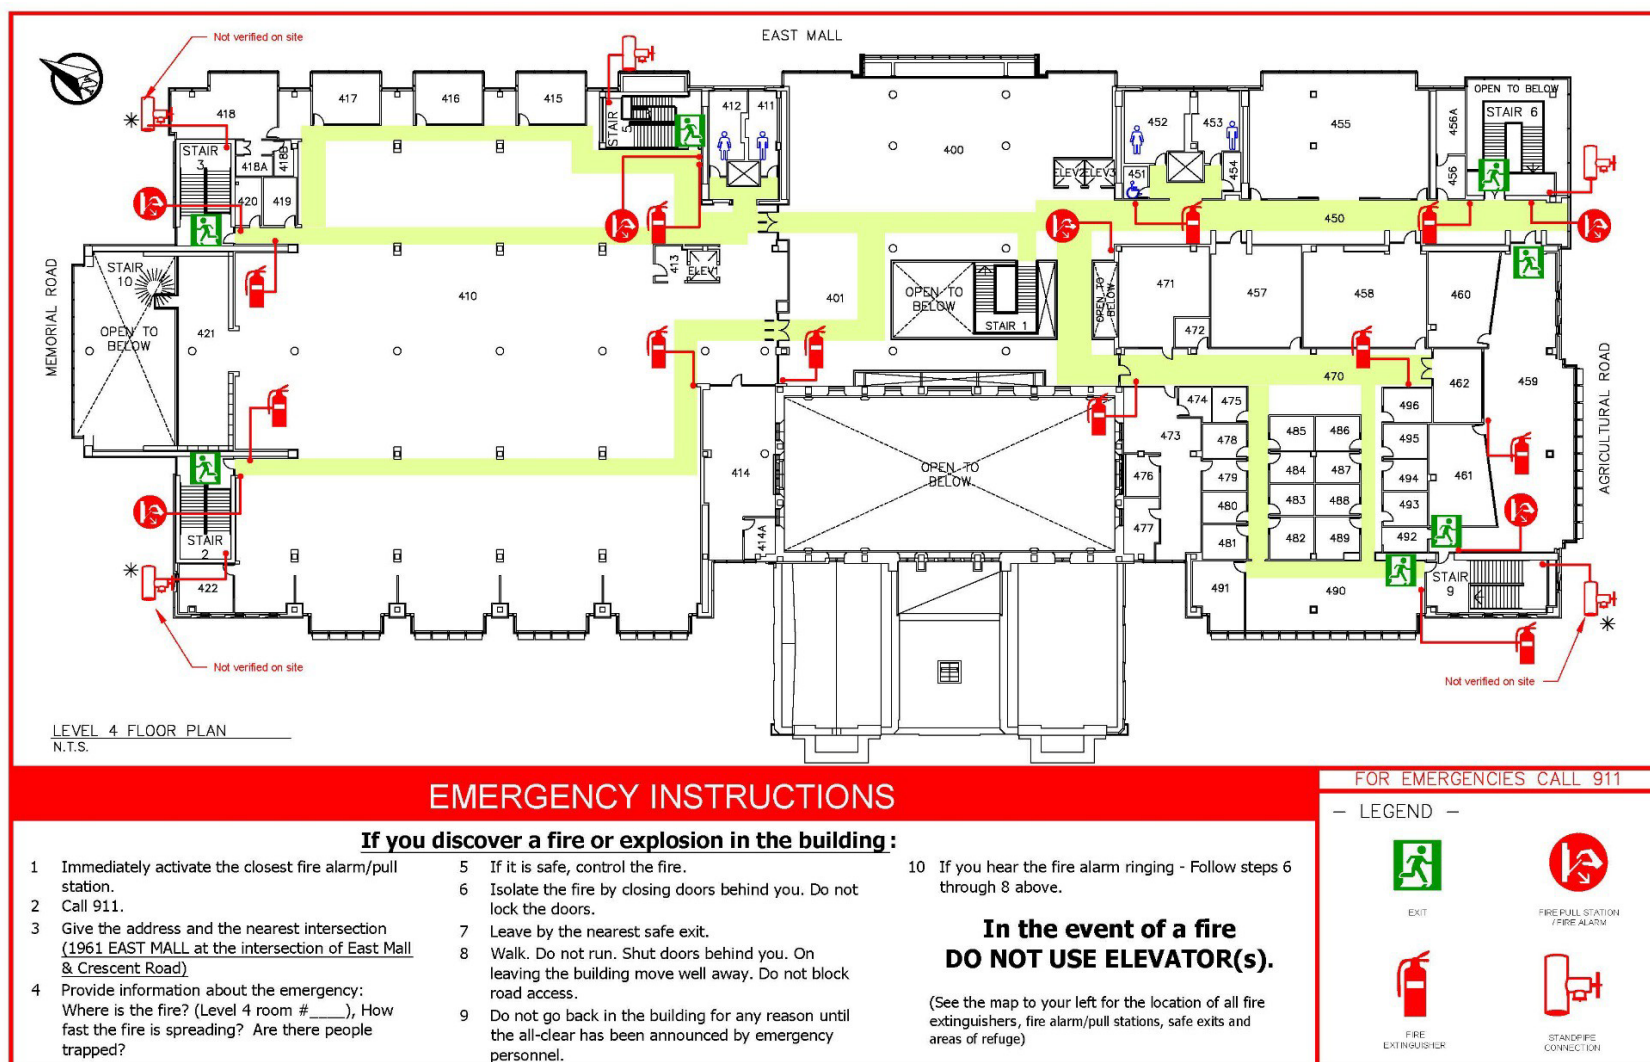 EAST MALL
Not verified on site
418
417
416
415
STAIR 5
412
411
400
452
453
455
456A
OPEN TO BELOW
STAIR 6
STAIR 3
418A
418B
420
419
ELEV2
ELEV3
451
454
456
450
MEMORIAL ROAD
STAIR 10
OPEN TO BELOW
421
410
413
ELEV1
401
OPEN TO BELOW
STAIR 1
OPEN TO BELOW
471
472
457
458
460
470
462
459
AGRICULTURAL ROAD
474
475
496
473
478
485
486
495
461
414
OPEN TO BELOW
476
479
484
487
494
480
483
488
493
477
481
482
489
492
414A
STAIR 2
422
491
490
STAIR 9
Not verified on site
Not verified on site
LEVEL 4 FLOOR PLAN
N.T.S.
EMERGENCY INSTRUCTIONS
If you discover a fire or explosion in the building:
1 Immediately activate the closest fire alarm/pull
station.
2 Call 911.
3 Give the address and the nearest intersection
(1961 EAST MALL at the intersection of East Mall
& Crescent Road)
4 Provide information about the emergency:
Where is the fire? (Level 4 room #____), How
fast the fire is spreading? Are there people
trapped?
5 If it is safe, control the fire.
6 Isolate the fire by closing doors behind you. Do not
lock the doors.
7 Leave by the nearest safe exit.
8 Walk. Do not run. Shut doors behind you. On
leaving the building move well away. Do not block
road access.
9 Do not go back in the building for any reason until
the all-clear has been announced by emergency
personnel.
10 If you hear the fire alarm ringing - Follow steps 6
through 8 above.
In the event of a fire
DO NOT USE ELEVATOR(s).
(See the map to your left for the location of all fire
extinguishers, fire alarm/pull stations, safe exits and
areas of refuge)
FOR EMERGENCIES CALL 911
- LEGEND -
EXIT
FIRE PULL STATION
/ FIRE ALARM
FIRE
EXTINGUISHER
STANDPIPE
CONNECTION